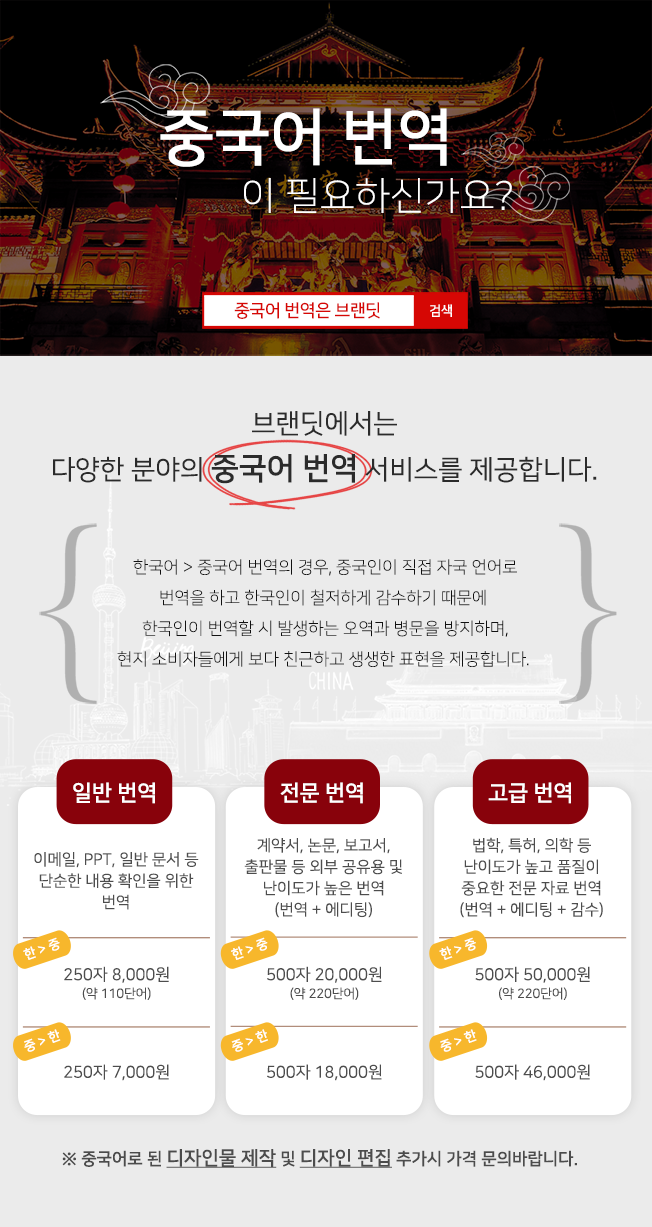 중국어 번역
이 필요하신가요?
중국어 번역은 브랜딧
검색
브랜딧에서는
다양한 분야의 중국어 번역 서비스를 제공합니다.
한국어 > 중국어 번역의 경우, 중국인이 직접 자국 언어로
번역을 하고 한국인이 철저하게 감수하기 때문에
한국인이 번역할 시 발생하는 오역과 병문을 방지하며,
현지 소비자들에게 보다 친근하고 생생한 표현을 제공합니다.
Beijing
CHINA
일반 번역
이메일, PPT, 일반 문서 등
단순한 내용 확인을 위한
번역
한 > 중
250자 8,000원
(약 110단어)
중 > 한
250자 7,000원
전문 번역
계약서, 논문, 보고서,
출판물 등 외부 공유용 및
난이도가 높은 번역
(번역 + 에디팅)
한 > 중
500자 20,000원
(약 220단어)
중 > 한
500자 18,000원
고급 번역
법학, 특허, 의학 등
난이도가 높고 품질이
중요한 전문 자료 번역
(번역 + 에디팅 + 감수)
한 > 중
500자 50,000원
(약 220단어)
중 > 한
500자 46,000원
※ 중국어로 된 디자인물 제작 및 디자인 편집 추가시 가격 문의바랍니다.